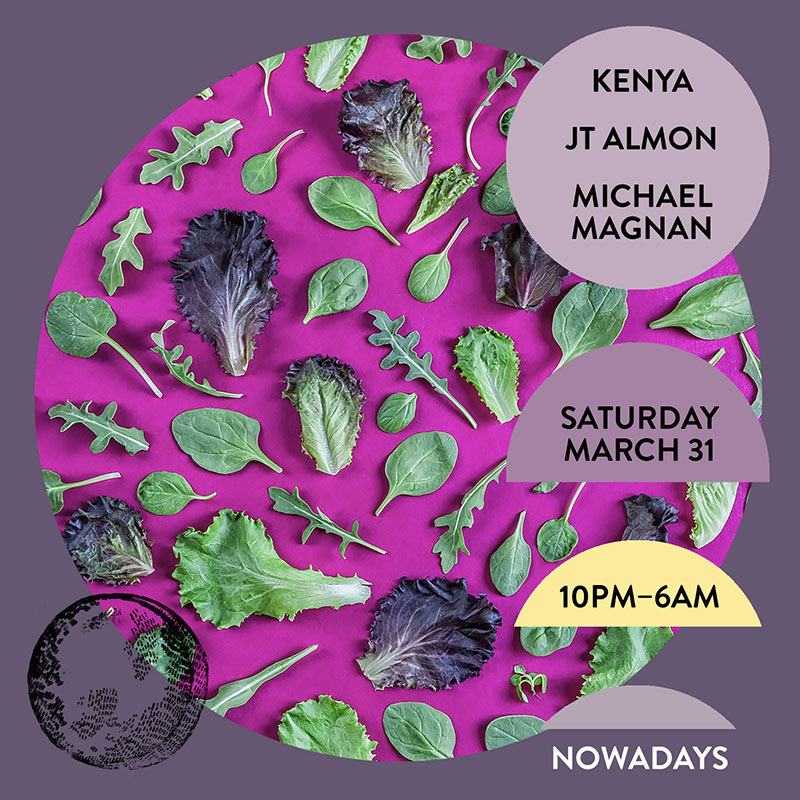 KENYA
JT ALMON
MICHAEL
MAGNAN
SATURDAY
MARCH 31
10PM–6AM
NOWADAYS